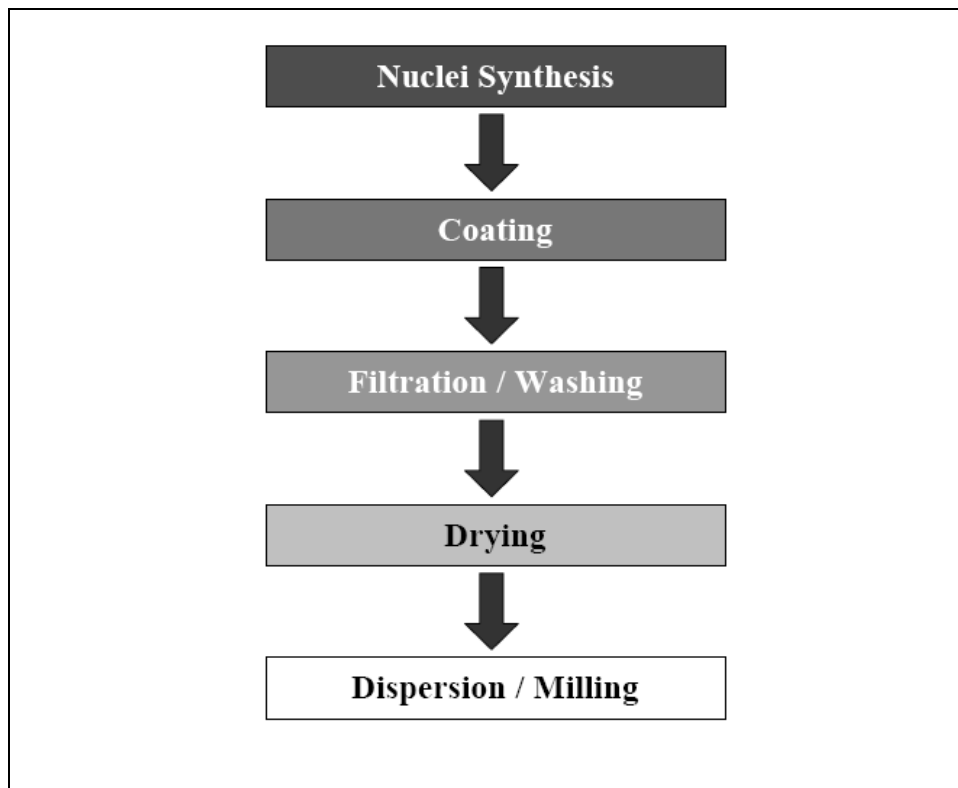 Nuclei Synthesis
Coating
Filtration / Washing
Drying
Dispersion / Milling